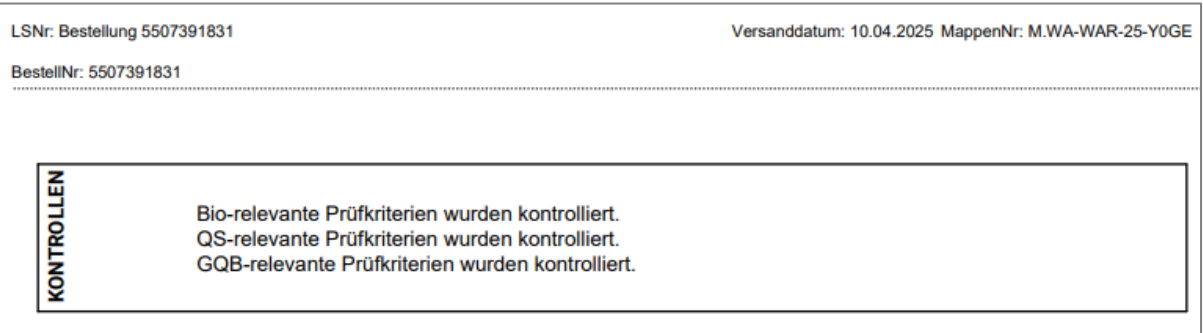 LSNr: Bestellung 5507391831 Versanddatum: 10.04.2025 MappenNr: M.WA-WAR-25-Y0GE
BestellNr: 5507391831
KONTROLLEN
Bio-relevante Prüfkriterien wurden kontrolliert.
QS-relevante Prüfkriterien wurden kontrolliert.
GQB-relevante Prüfkriterien wurden kontrolliert.